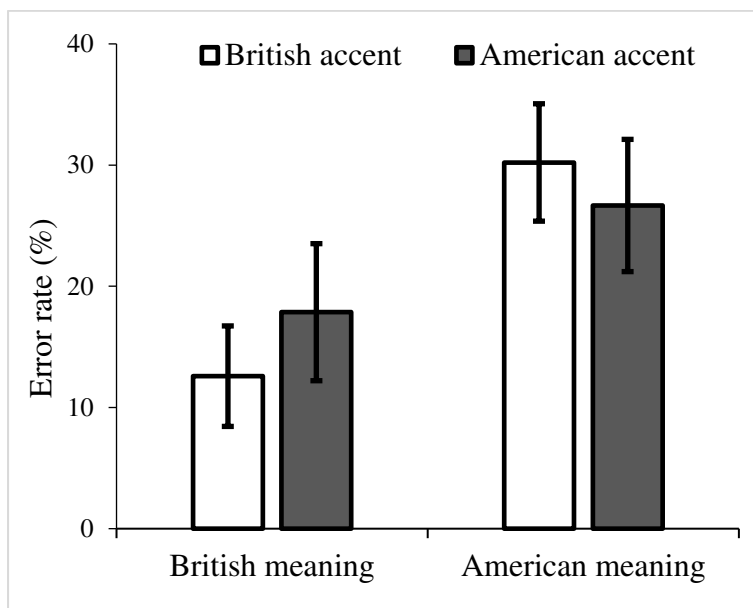 40
British accent American accent
30
20
10
0
Error rate (%)
British meaning American meaning